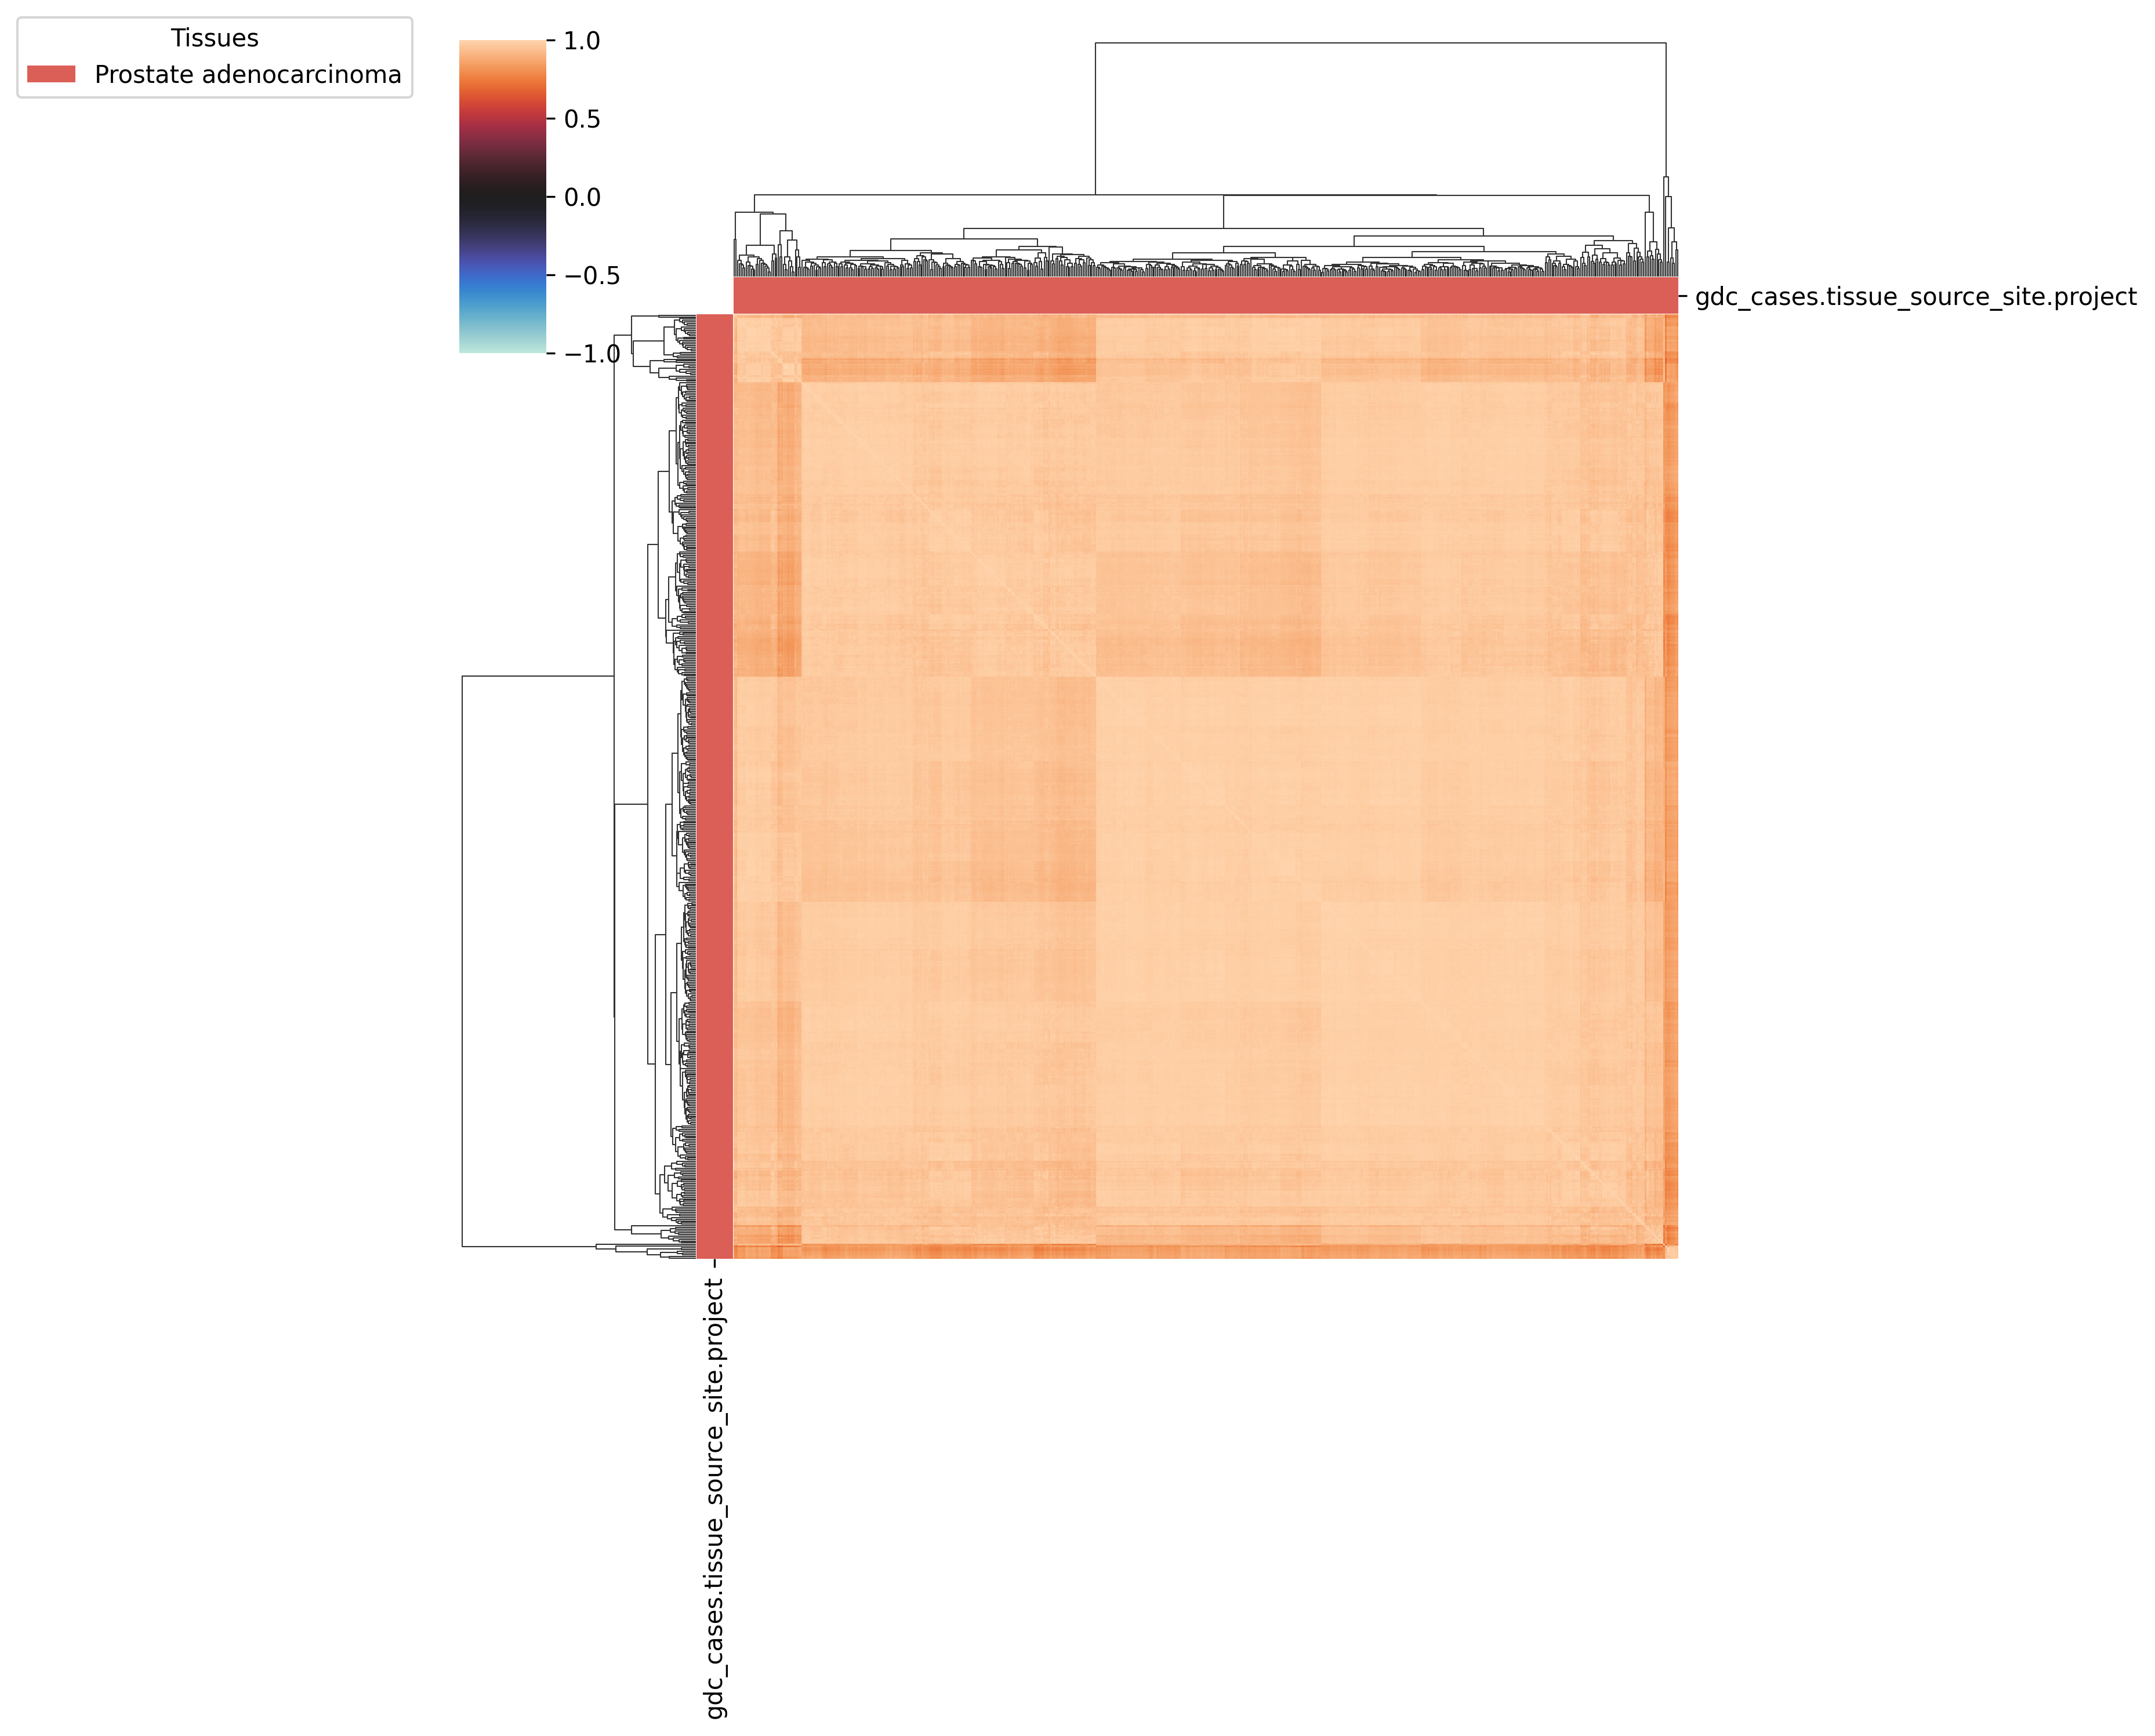 Tissues
Prostate adenocarcinoma
1.0
0.5
0.0
−0.5
−1.0
gdc_cases.tissue_source_site.project
gdc_cases.tissue_source_site.project